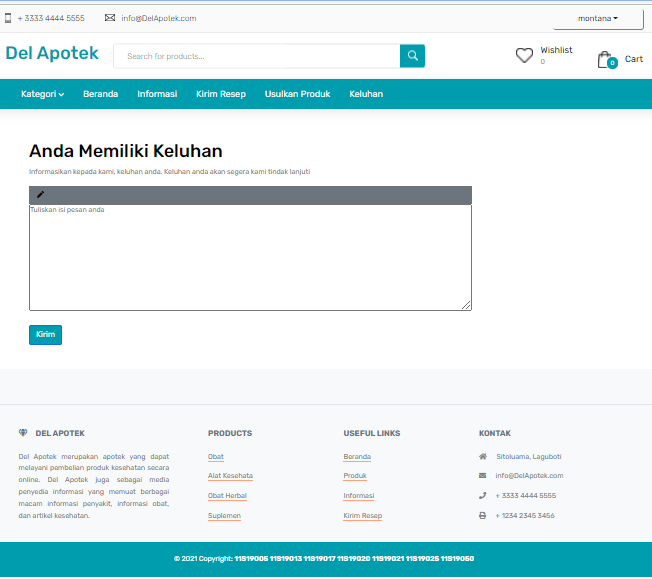 + 3333 4444 5555 info@DelApotek.com montana
Del Apotek Search for products... Wishlist 0 0 Cart
Kategori Beranda Informasi Kirim Resep Usulkan Produk Keluhan
Anda Memiliki Keluhan
Informasikan kepada kami, keluhan anda. Keluhan anda akan segera kami tindak lanjuti
Tuliskan isi pesan anda
Kirim
DEL APOTEK
Del Apotek merupakan apotek yang dapat
melayani pembelian produk kesehatan secara
online. Del Apotek juga sebagai media
penyedia informasi yang memuat berbagai
macam informasi penyakit, informasi obat,
dan artikel kesehatan.
PRODUCTS
Obat
Alat Kesehata
Obat Herbal
Suplemen
USEFUL LINKS
Beranda
Produk
Informasi
Kirim Resep
KONTAK
Sitoluama, Laguboti
info@DelApotek.com
+ 3333 4444 5555
+ 1234 2345 3456
© 2021 Copyright: 11S19005 11S19013 11S19017 11S19020 11S19021 11S19025 11S19050